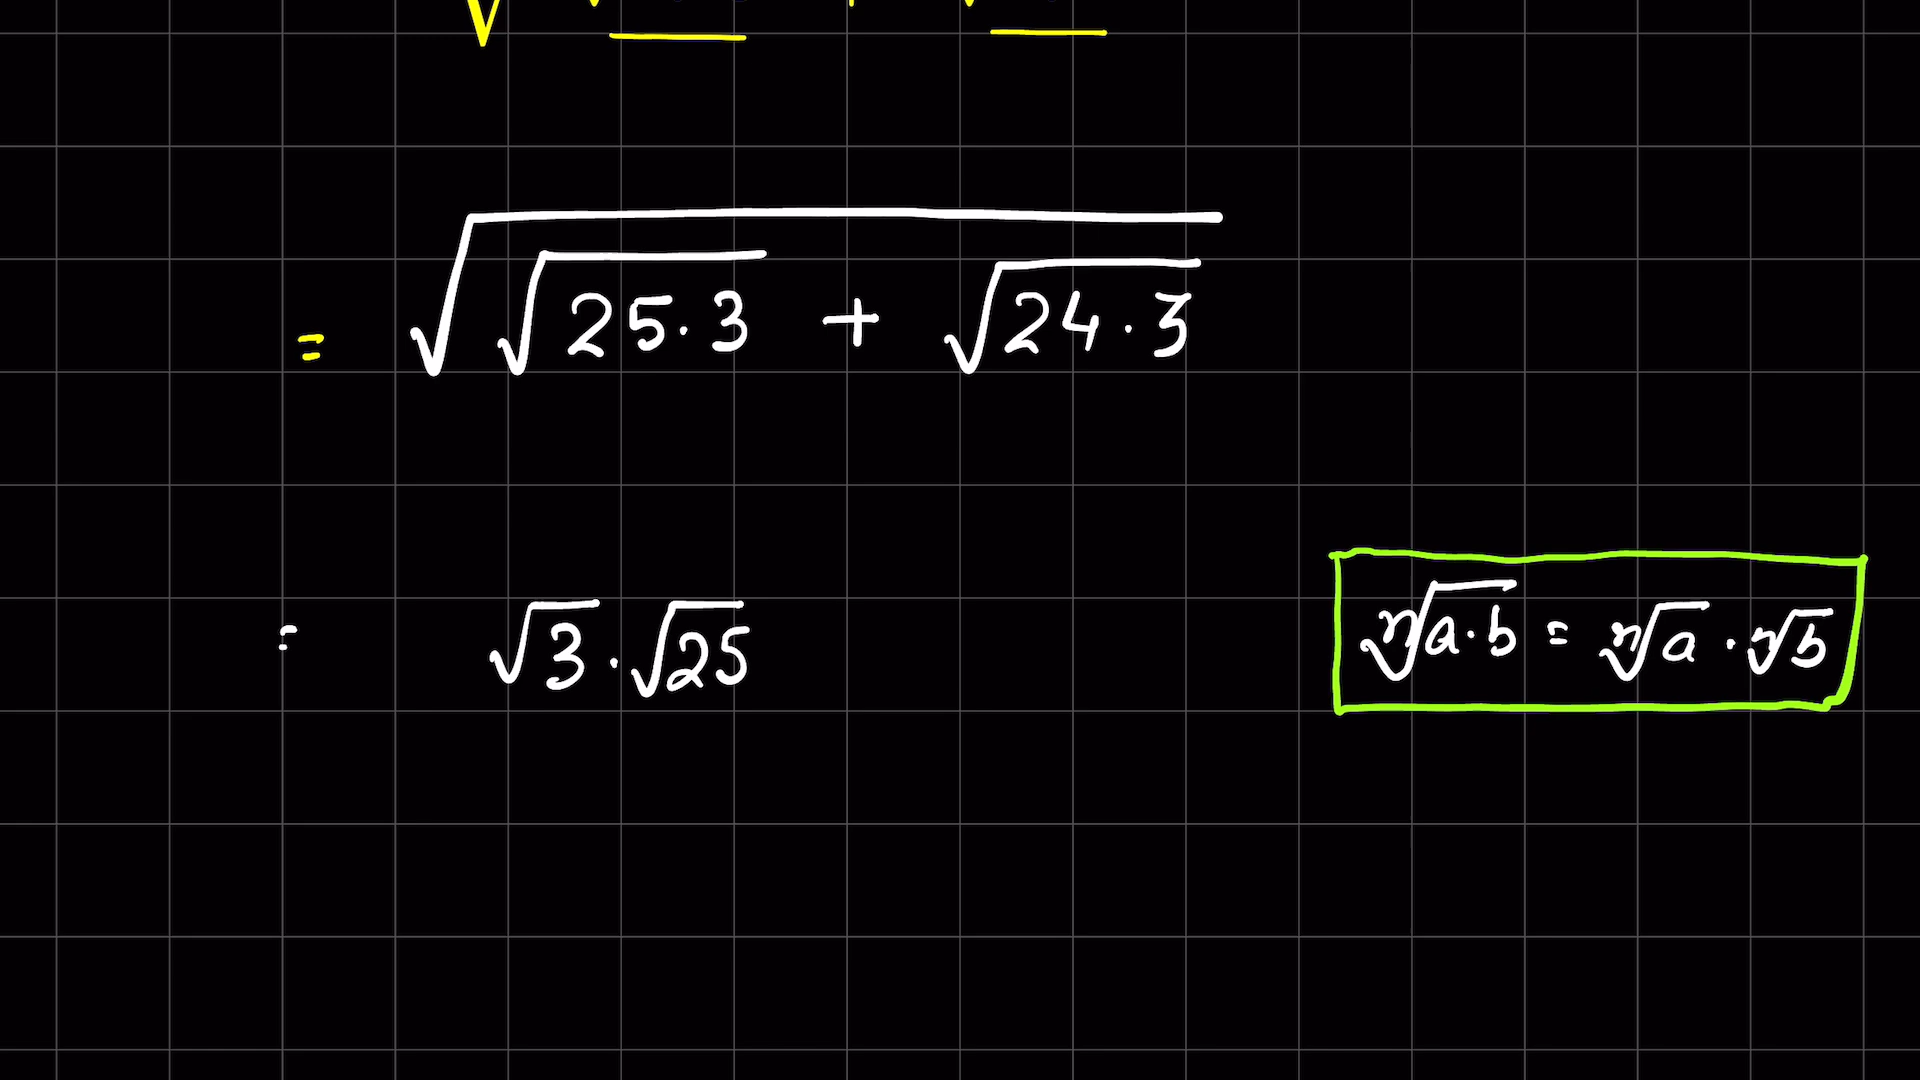 = √(√(25·3) + √(24·3))
= √3 · √25
ⁿ√(a·b) = ⁿ√a · ⁿ√b